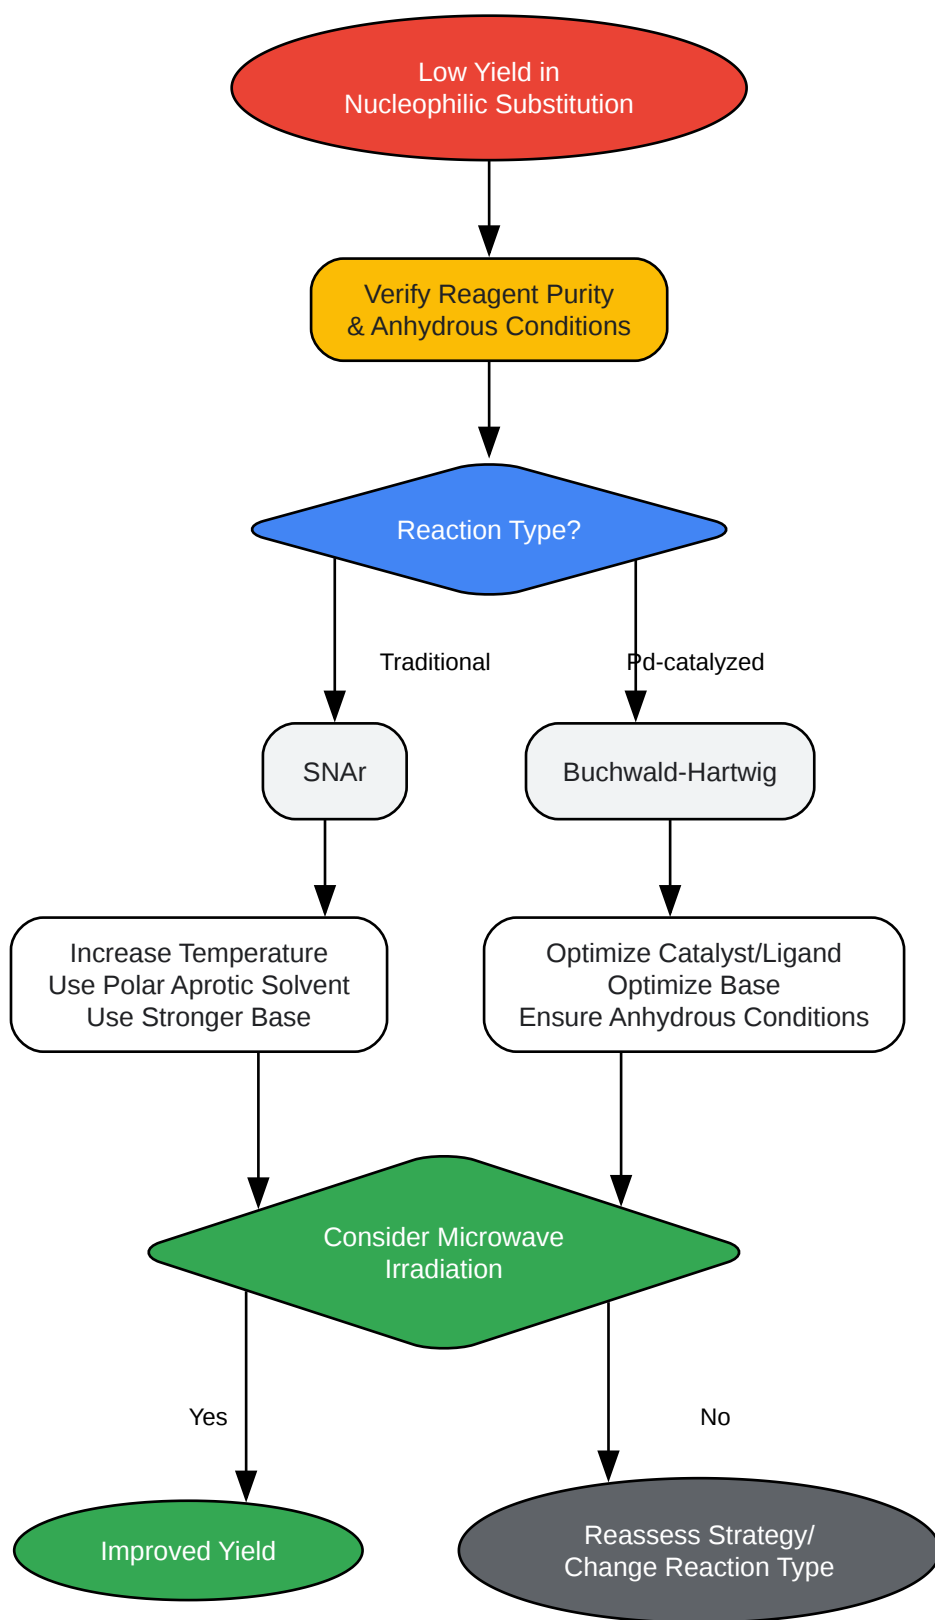 Low Yield in
Nucleophilic Substitution
Verify Reagent Purity
& Anhydrous Conditions
Reaction Type?
Traditional
Pd-catalyzed
SNAr
Buchwald-Hartwig
Increase Temperature
Use Polar Aprotic Solvent
Use Stronger Base
Optimize Catalyst/Ligand
Optimize Base
Ensure Anhydrous Conditions
Consider Microwave
Irradiation
Yes
No
Improved Yield
Reassess Strategy/
Change Reaction Type